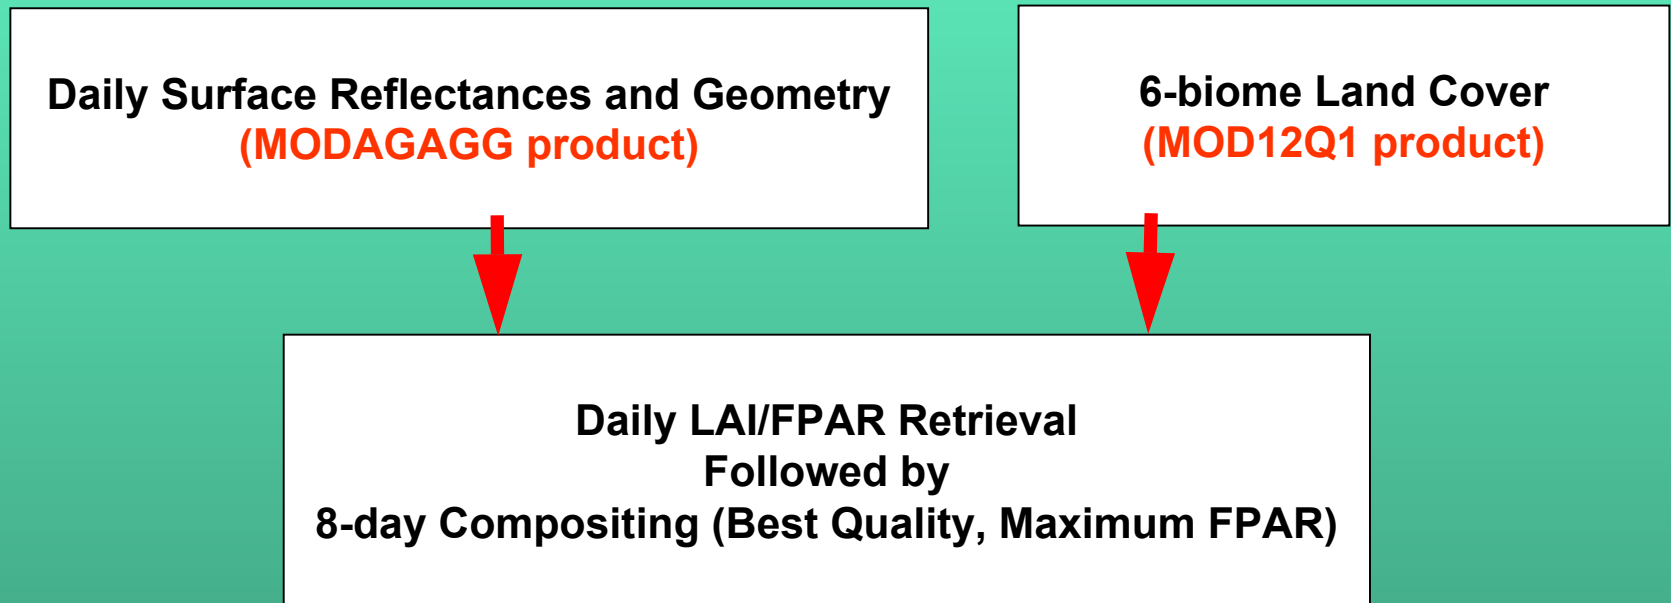 Daily Surface Reflectances and Geometry
(MODAGAGG product)
6-biome Land Cover
(MOD12Q1 product)
Daily LAI/FPAR Retrieval
Followed by
8-day Compositing (Best Quality, Maximum FPAR)